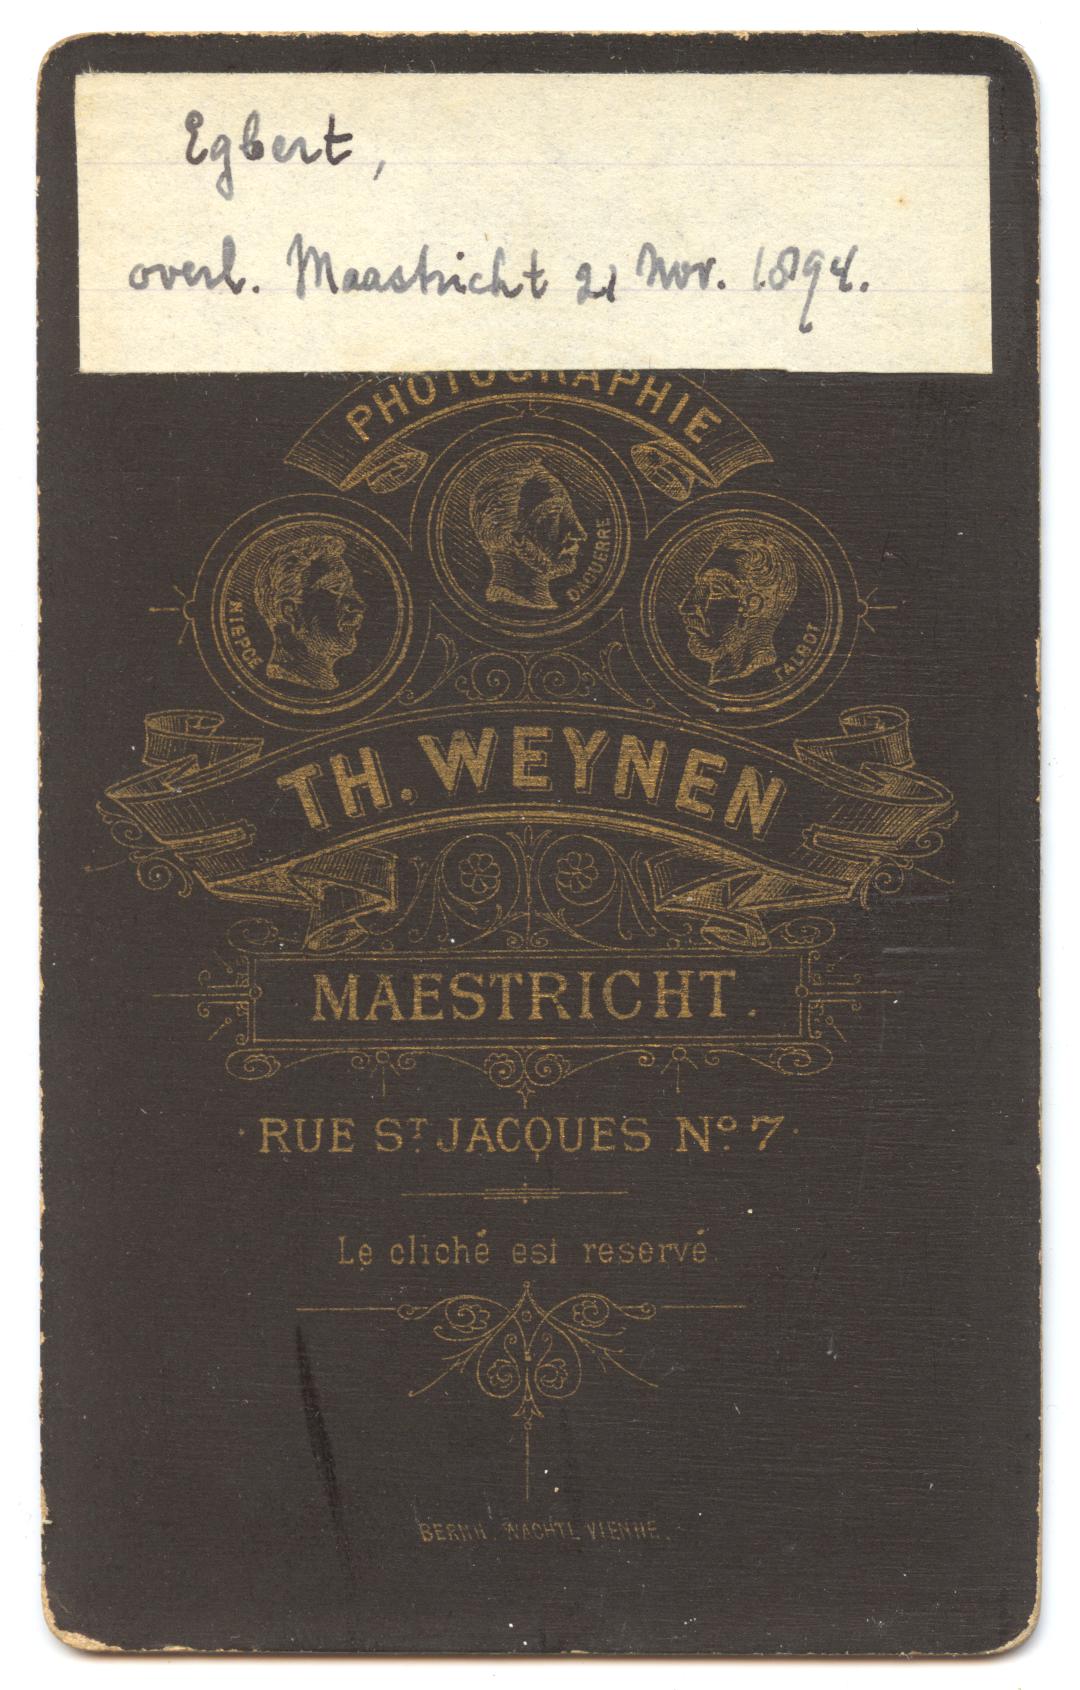 Egbert,
overl. Maastricht 21 Nov. 1894.
PHOTOGRAPHIE
NIEPCE
DAGUERRE
TALBOT
TH. WEYNEN
MAESTRICHT.
RUE ST. JACQUES No. 7
Le cliché est reservé.
BERNH. WACHTL VIENNE.